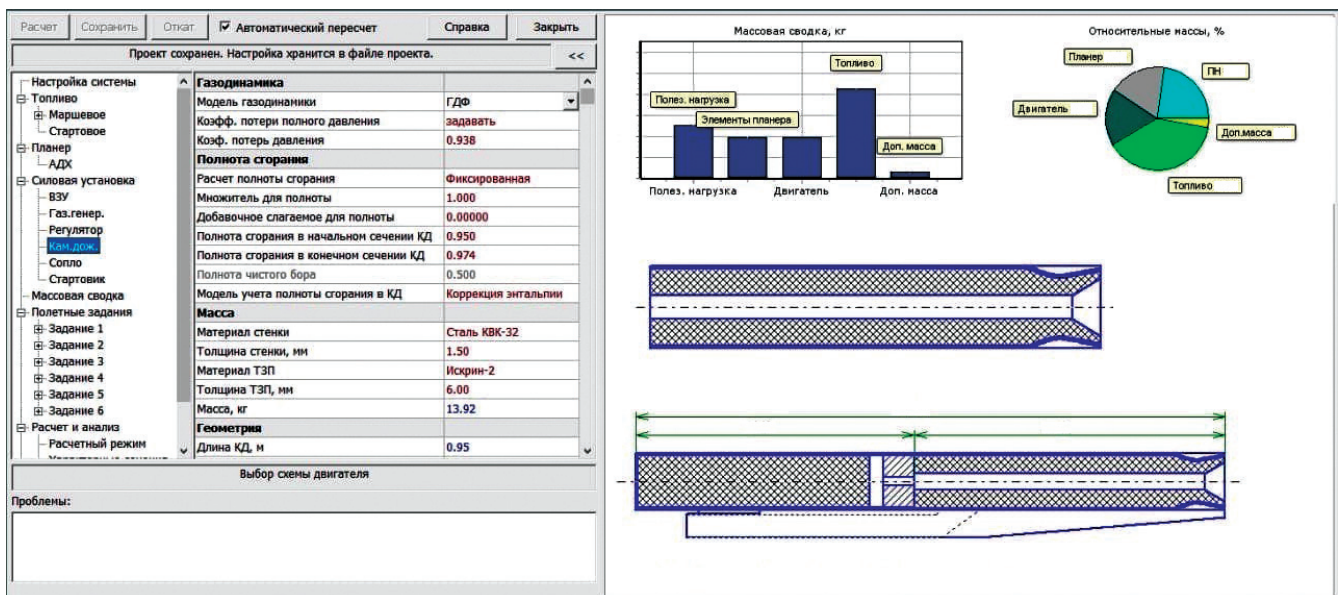 Расчет Сохранить Откат Автоматический пересчет Справка Закрыть
Проект сохранен. Настройка хранится в файле проекта. <<
Настройка системы
Топливо
Маршевое
Стартовое
Планер
АДХ
Силовая установка
ВЗУ
Газ.генер.
Регулятор
Кам.дож.
Сопло
Стартовик
Массовая сводка
Полетные задания
Задание 1
Задание 2
Задание 3
Задание 4
Задание 5
Задание 6
Расчет и анализ
Расчетный режим
Газодинамика
Модель газодинамики ГДФ
Коэфф. потери полного давления задавать
Коэф. потерь давления 0.938
Полнота сгорания
Расчет полноты сгорания Фиксированная
Множитель для полноты 1.000
Добавочное слагаемое для полноты 0.00000
Полнота сгорания в начальном сечении КД 0.950
Полнота сгорания в конечном сечении КД 0.974
Полнота чистого бора 0.500
Модель учета полноты сгорания в КД Коррекция энтальпии
Масса
Материал стенки Сталь КВК-32
Толщина стенки, мм 1.50
Материал ТЗП Искрин-2
Толщина ТЗП, мм 6.00
Масса, кг 13.92
Геометрия
Длина КД, м 0.95
Выбор схемы двигателя
Проблемы:
Массовая сводка, кг
Топливо
Полез. нагрузка
Элементы планера
Доп. масса
Полез. нагрузка Двигатель Доп. масса
Относительные массы, %
Планер
ПН
Двигатель
Доп.масса
Топливо